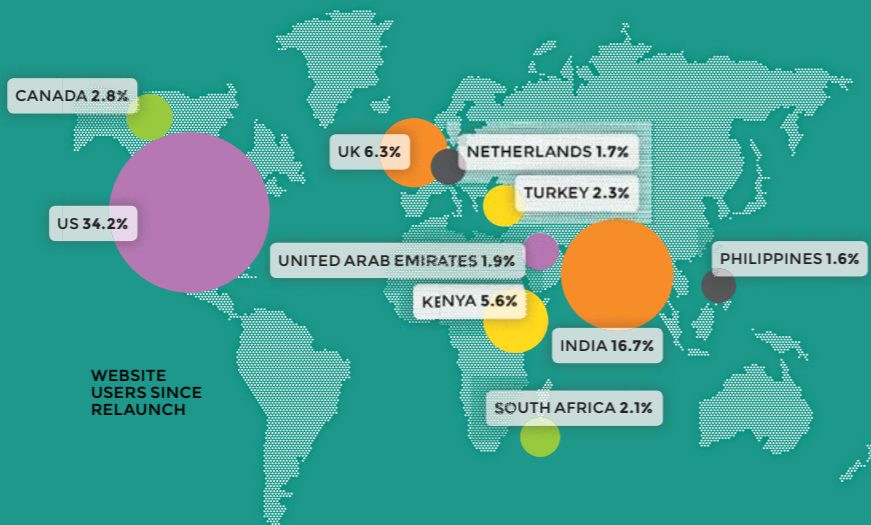 CANADA 2.8%
UK 6.3%
NETHERLANDS 1.7%
TURKEY 2.3%
US 34.2%
UNITED ARAB EMIRATES 1.9%
PHILIPPINES 1.6%
KENYA 5.6%
INDIA 16.7%
WEBSITE
USERS SINCE
RELAUNCH
SOUTH AFRICA 2.1%